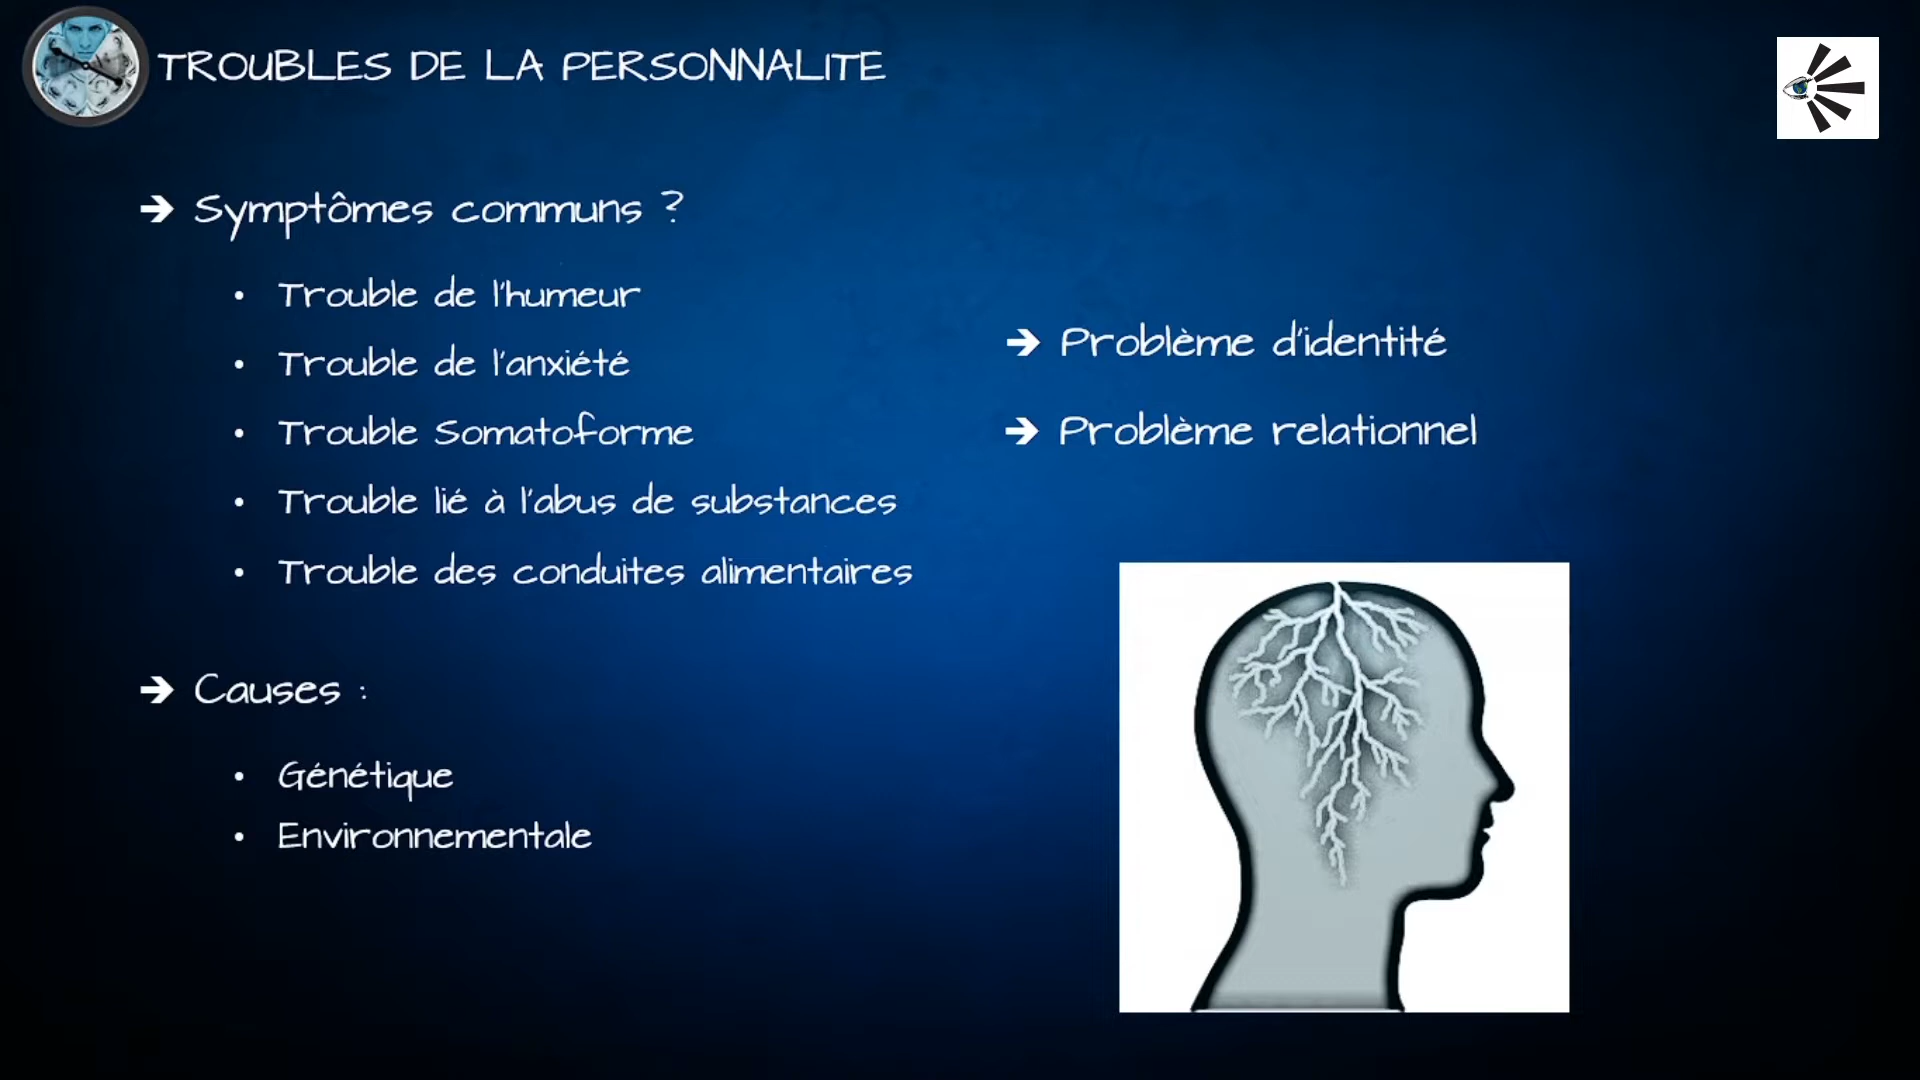 TROUBLES DE LA PERSONNALITE
➔ Symptômes communs ?
• Trouble de l'humeur
• Trouble de l'anxiété
• Trouble Somatoforme
• Trouble lié à l'abus de substances
• Trouble des conduites alimentaires
➔ Causes :
• Génétique
• Environnementale
➔ Problème d'identité
➔ Problème relationnel